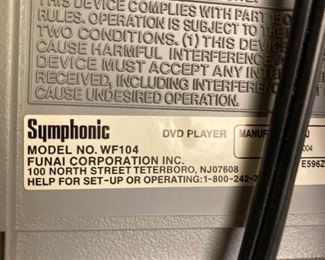 THIS DEVICE COMPLIES WITH PART
OPERATION IS SUBJECT TO THE
TWO CONDITIONS. (1) THIS DEVICE
CAUSE HARMFUL INTERFERENCE
DEVICE MUST ACCEPT ANY
RECEIVED, INCLUDING INTERFERENCE
CAUSE UNDESIRED OPERATION.
Symphonic
DVD PLAYER
MODEL NO. WF104
FUNAI CORPORATION INC.
100 NORTH STREET TETERBORO, NJ07608
HELP FOR SET-UP OR OPERATING:1-800-242-7
MANUF
004
E596